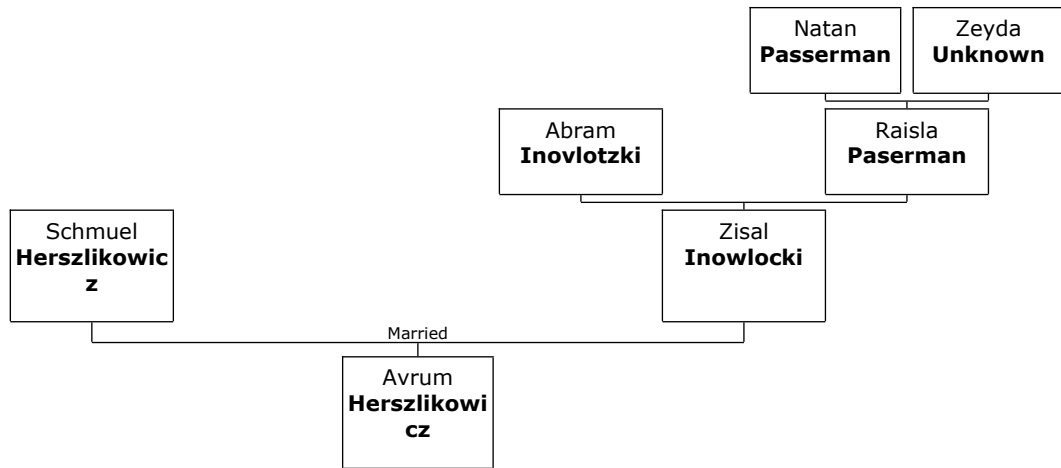 Natan
Passerman
Zeyda
Unknown
Abram
Inovlotzki
Raisla
Paserman
Schmuel
Herszlikowic
z
Zisal
Inowlocki
Married
Avrum
Herszlikowi
cz